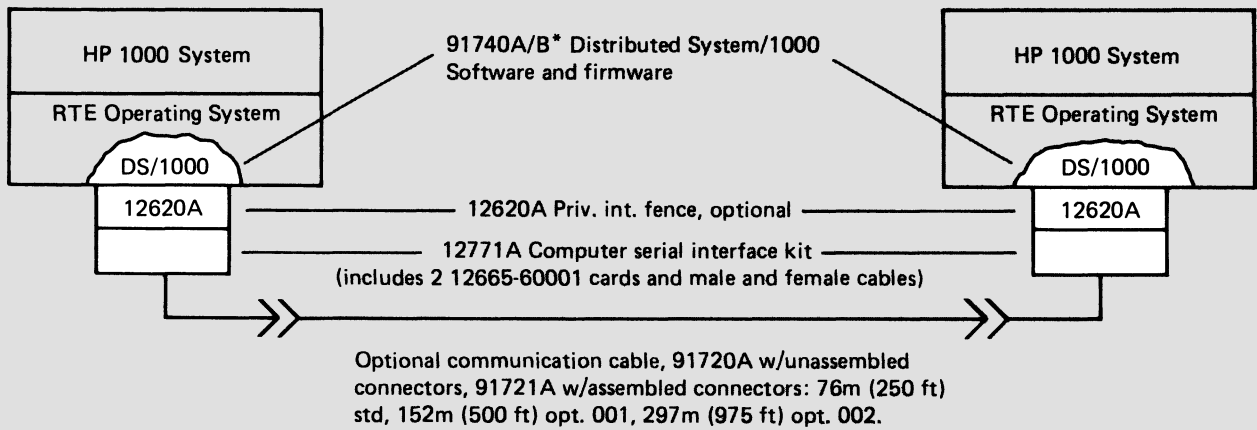 HP 1000 System
RTE Operating System
DS/1000
12620A
91740A/B* Distributed System/1000
Software and firmware
12620A Priv. int. fence, optional
12771A Computer serial interface kit
(includes 2 12665-60001 cards and male and female cables)
HP 1000 System
RTE Operating System
DS/1000
12620A
Optional communication cable, 91720A w/unassembled
connectors, 91721A w/assembled connectors: 76m (250 ft)
std, 152m (500 ft) opt. 001, 297m (975 ft) opt. 002.